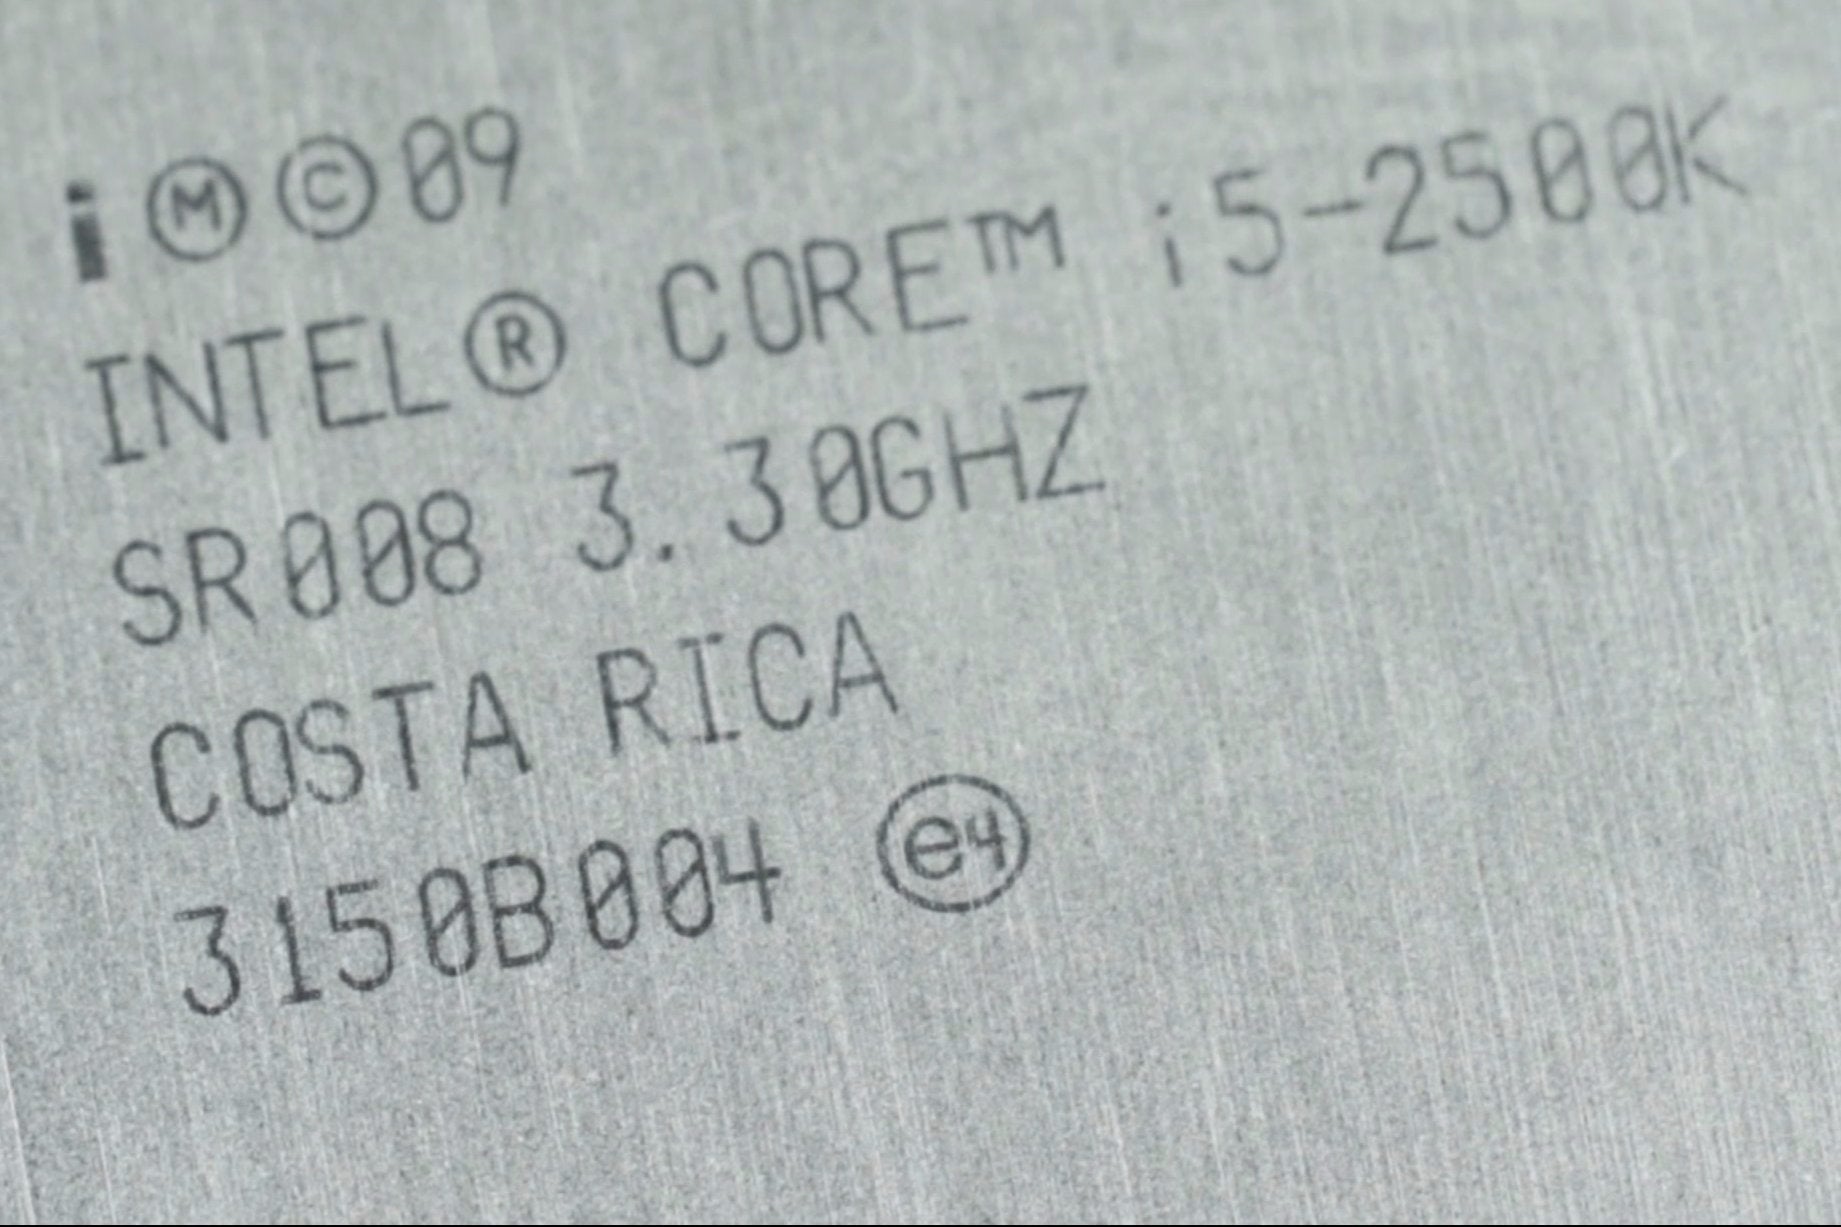 i Ⓜ © 09
INTEL® CORE™ i5-2500K
SR008 3.30GHZ
COSTA RICA
3150B004 e4